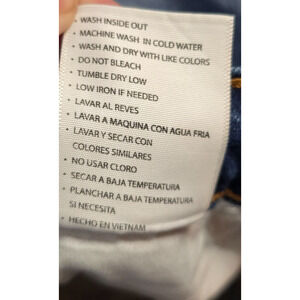 • WASH INSIDE OUT
• MACHINE WASH IN COLD WATER
• WASH AND DRY WITH LIKE COLORS
• DO NOT BLEACH
• TUMBLE DRY LOW
• LOW IRON IF NEEDED
• LAVAR AL REVES
• LAVAR A MAQUINA CON AGUA FRIA
• LAVAR Y SECAR CON
COLORES SIMILARES
• NO USAR CLORO
• SECAR A BAJA TEMPERATURA
• PLANCHAR A BAJA TEMPERATURA
SI NECESITA
• HECHO EN VIETNAM